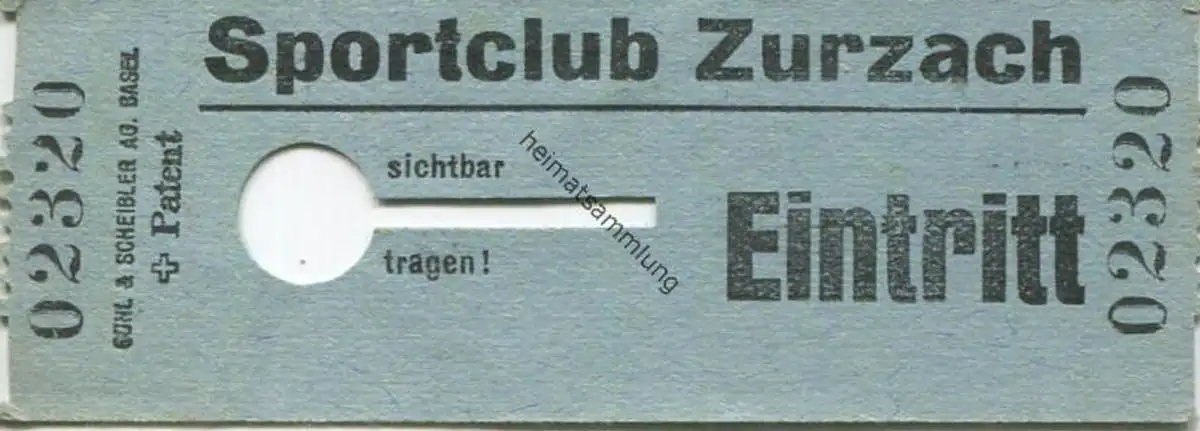 Sportclub Zurzach
02320
GUHL & SCHEIBLER AG. BASEL
Patent
sichtbar
tragen!
Eintritt
02320
heimatsammlung